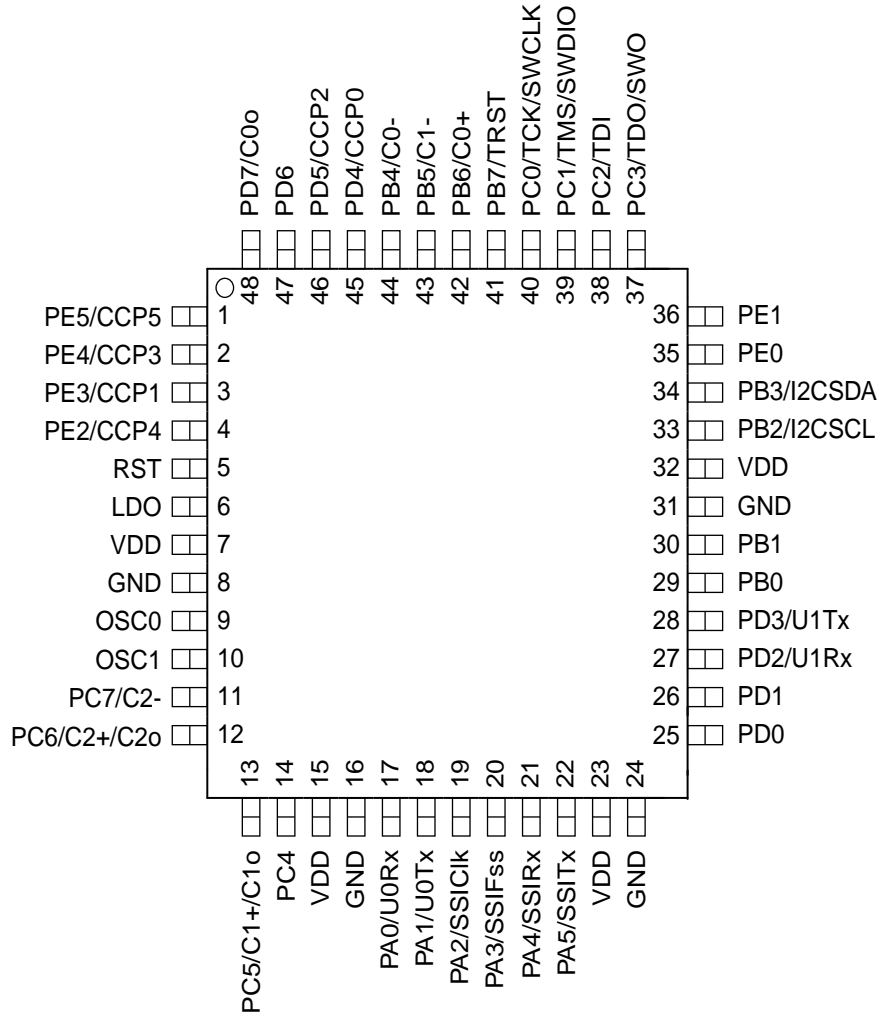 PD7/C0o
PD6
PD5/CCP2
PD4/CCP0
PB4/C0-
PB5/C1-
PB6/C0+
PB7/TRST
PC0/TCK/SWCLK
PC1/TMS/SWDIO
PC2/TDI
PC3/TDO/SWO
48
47
46
45
44
43
42
41
40
39
38
37
PE5/CCP5 1
PE4/CCP3 2
PE3/CCP1 3
PE2/CCP4 4
RST 5
LDO 6
VDD 7
GND 8
OSC0 9
OSC1 10
PC7/C2- 11
PC6/C2+/C2o 12
36 PE1
35 PE0
34 PB3/I2CSDA
33 PB2/I2CSCL
32 VDD
31 GND
30 PB1
29 PB0
28 PD3/U1Tx
27 PD2/U1Rx
26 PD1
25 PD0
13
14
15
16
17
18
19
20
21
22
23
24
PC5/C1+/C1o
PC4
VDD
GND
PA0/U0Rx
PA1/U0Tx
PA2/SSIClk
PA3/SSIFss
PA4/SSIRx
PA5/SSITx
VDD
GND